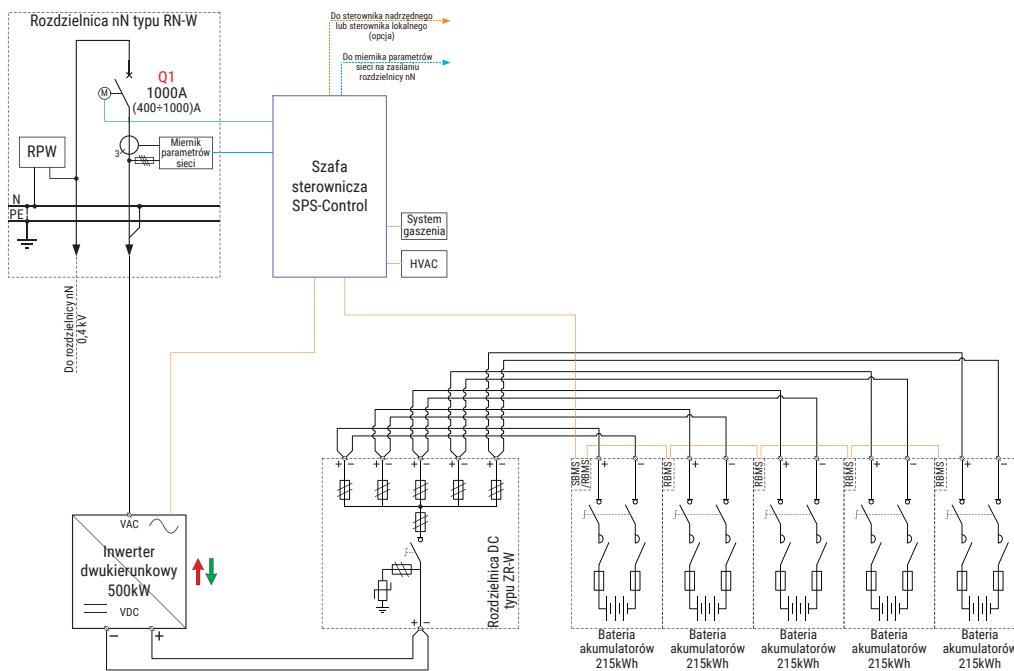 Rozdzielnica nN typu RN-W
Do sterownika nadrzędnego
lub sterownika lokalnego
(opcja)
Do miernika parametrów
sieci na zasilaniu
rozdzielnicy nN
Q1
1000A
(400÷1000)A
M
3
RPW
Miernik
parametrów
sieci
N
PE
Szafa
sterownicza
SPS-Control
System
gaszenia
HVAC
Do rozdzielnicy nN
0,4 kV
VAC
Inwerter
dwukierunkowy
500kW
VDC
− +
+ − + − + − + − + −
Rozdzielnica DC
typu ZR-W
+ −
SBMS
/RBMS
+ −
RBMS
+ −
RBMS
+ −
RBMS
+ −
RBMS
+ −
Bateria
akumulatorów
215kWh
Bateria
akumulatorów
215kWh
Bateria
akumulatorów
215kWh
Bateria
akumulatorów
215kWh
Bateria
akumulatorów
215kWh